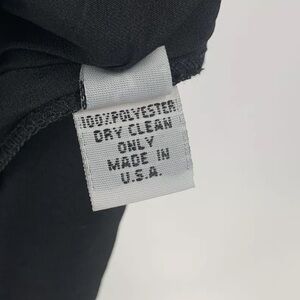 100% POLYESTER
DRY CLEAN
ONLY
MADE IN
U.S.A.